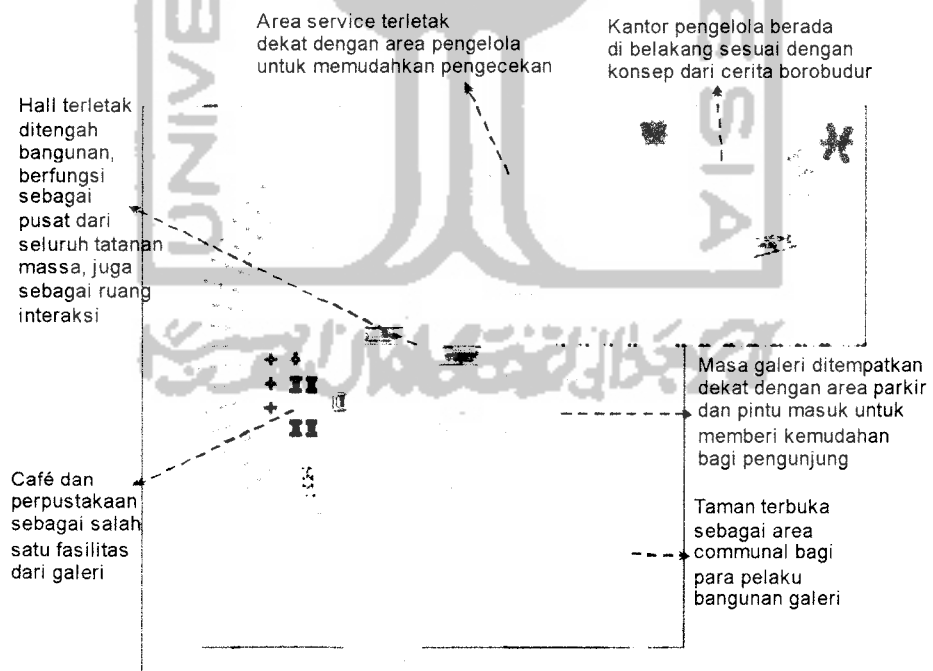 Area service terletak
dekat dengan area pengelola
untuk memudahkan pengecekan
Kantor pengelola berada
di belakang sesuai dengan
konsep dari cerita borobudur
Hall terletak
ditengah
bangunan,
berfungsi
sebagai
pusat dari
seluruh tatanan
massa, juga
sebagai ruang
interaksi
Masa galeri ditempatkan
dekat dengan area parkir
dan pintu masuk untuk
memberi kemudahan
bagi pengunjung
Café dan
perpustakaan
sebagai salah
satu fasilitas
dari galeri
Taman terbuka
sebagai area
communal bagi
para pelaku
bangunan galeri